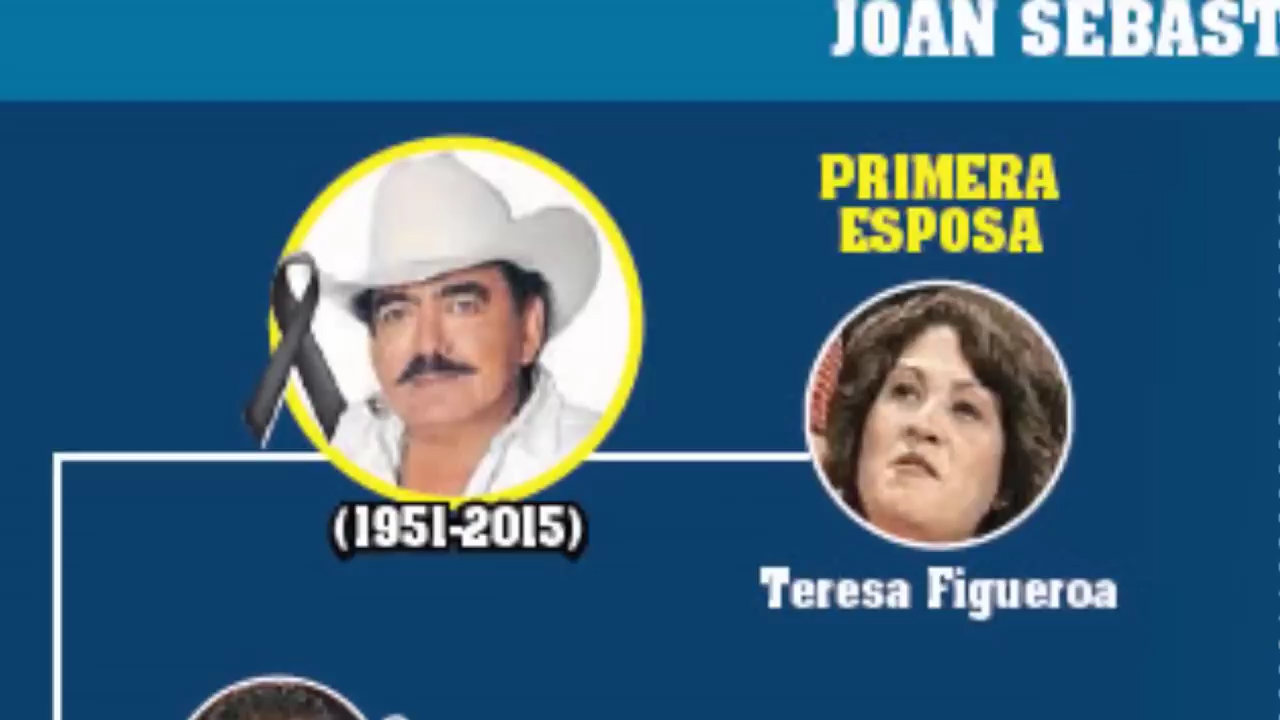 JOAN SEBAST
PRIMERA
ESPOSA
(1951-2015)
Teresa Figueroa